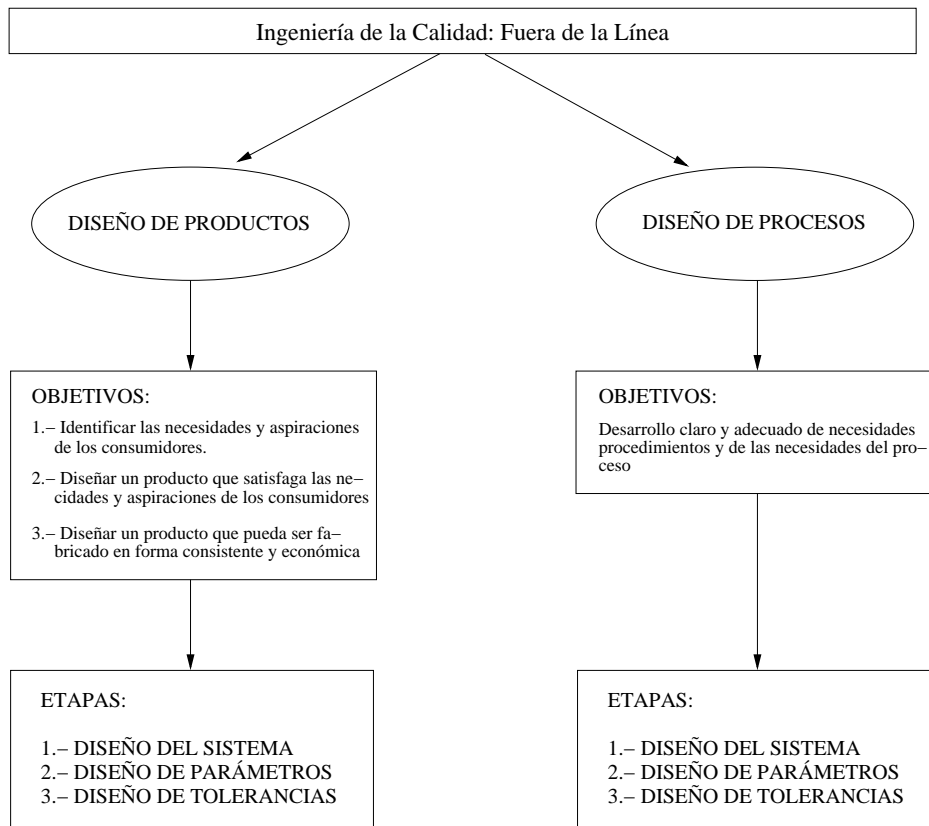 Ingeniería de la Calidad: Fuera de la Línea
DISEÑO DE PRODUCTOS
DISEÑO DE PROCESOS
OBJETIVOS:
1.– Identificar las necesidades y aspiraciones
de los consumidores.
2.– Diseñar un producto que satisfaga las ne–
cidades y aspiraciones de los consumidores
3.– Diseñar un producto que pueda ser fa–
bricado en forma consistente y económica
OBJETIVOS:
Desarrollo claro y adecuado de necesidades
procedimientos y de las necesidades del pro–
ceso
ETAPAS:
1.– DISEÑO DEL SISTEMA
2.– DISEÑO DE PARÁMETROS
3.– DISEÑO DE TOLERANCIAS
ETAPAS:
1.– DISEÑO DEL SISTEMA
2.– DISEÑO DE PARÁMETROS
3.– DISEÑO DE TOLERANCIAS